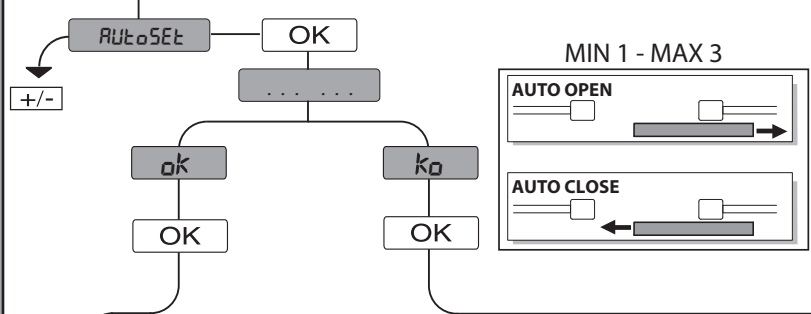 AUtoSEt
OK
+/-
... ...
ok
ko
OK
OK
MIN 1 - MAX 3
AUTO OPEN
AUTO CLOSE